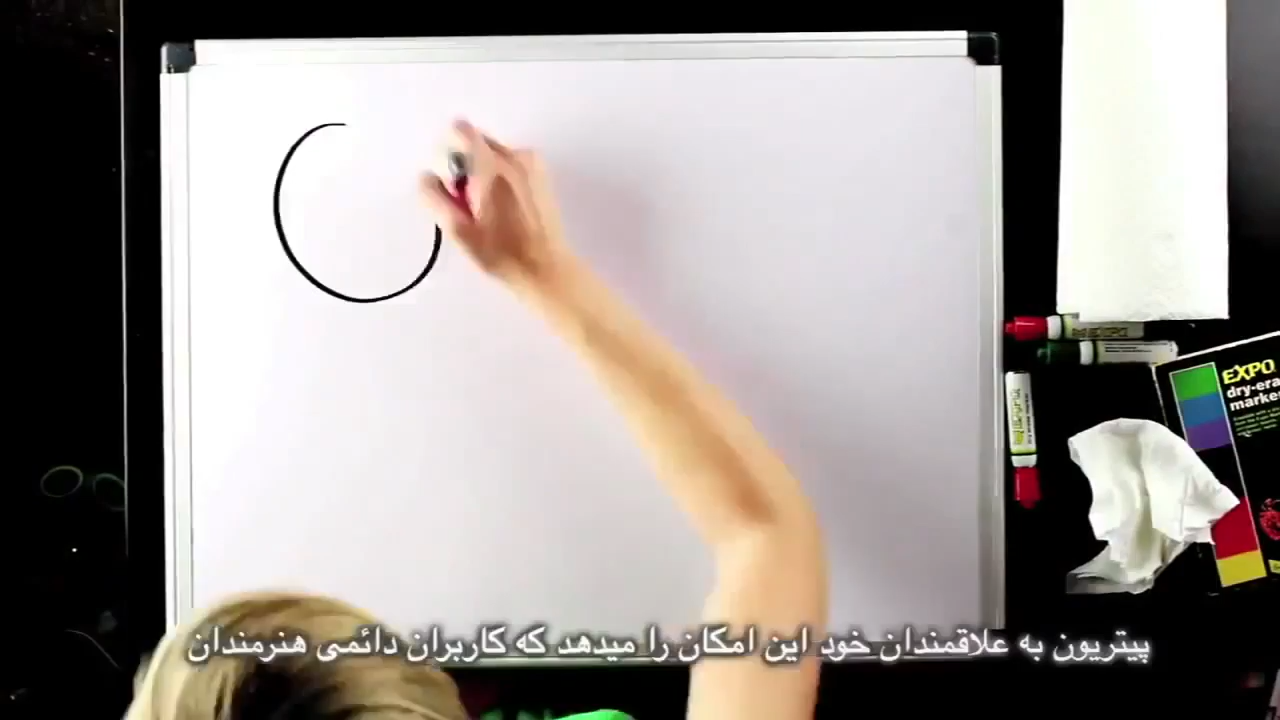 EXPO
dry-era
marke
پیتریون به علاقمندان خود این امکان را میدهد که کاربران دائمی هنرمندان